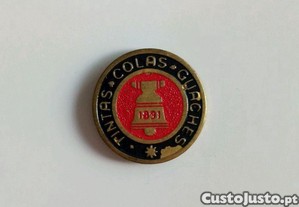 TINTAS * COLAS * GUACHES
1891
CustoJusto.pt